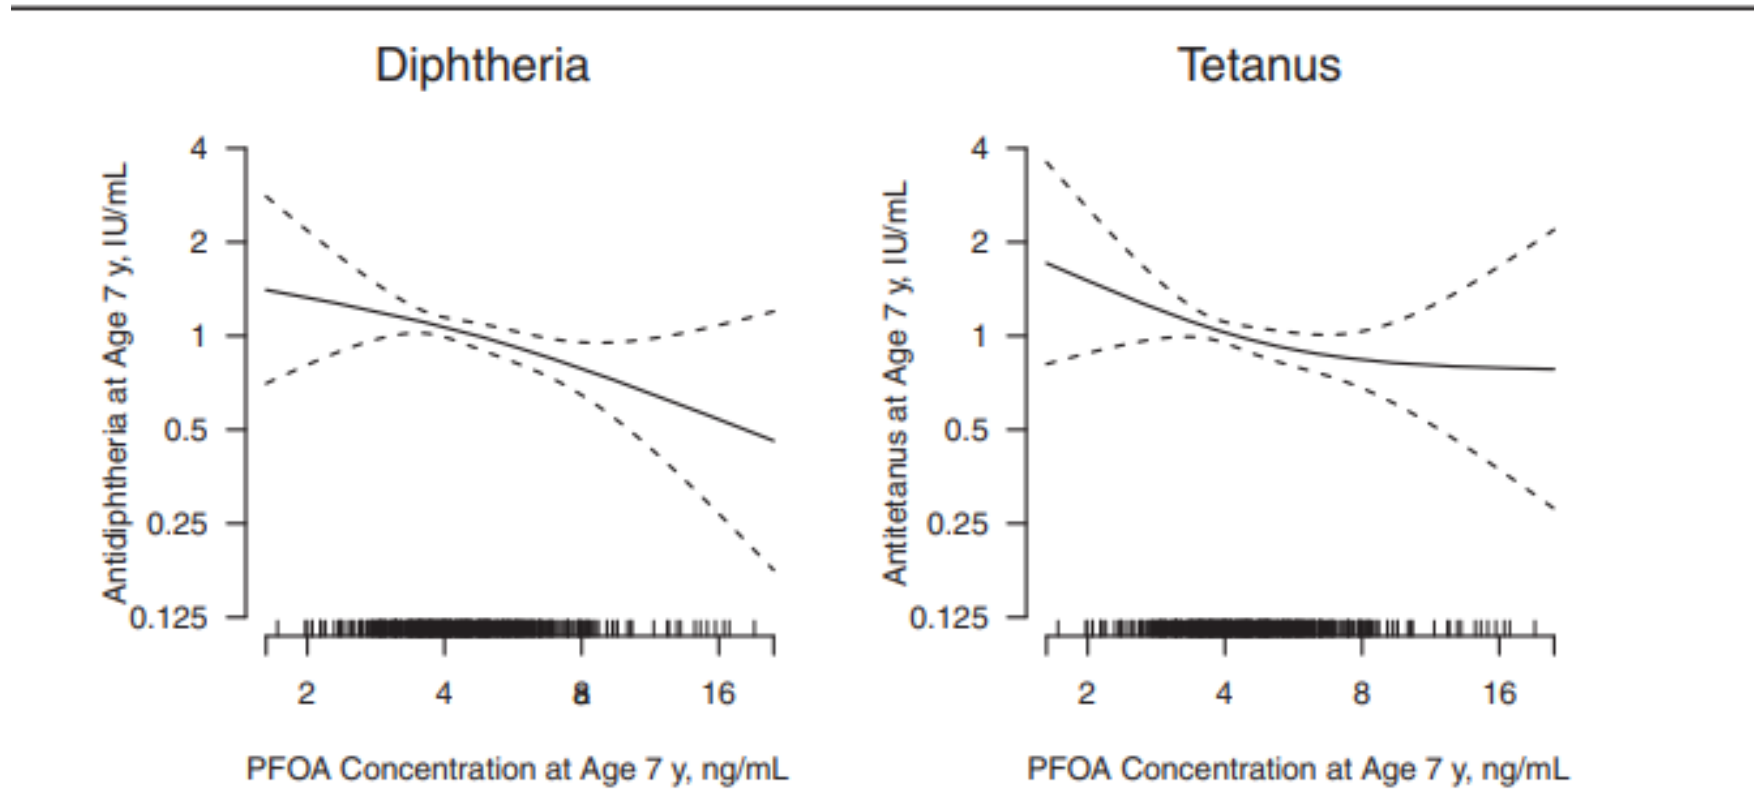 Diphtheria
Antidiphtheria at Age 7 y, IU/mL
4
2
1
0.5
0.25
0.125
2 4 8 16
PFOA Concentration at Age 7 y, ng/mL
Tetanus
Antitetanus at Age 7 y, IU/mL
4
2
1
0.5
0.25
0.125
2 4 8 16
PFOA Concentration at Age 7 y, ng/mL